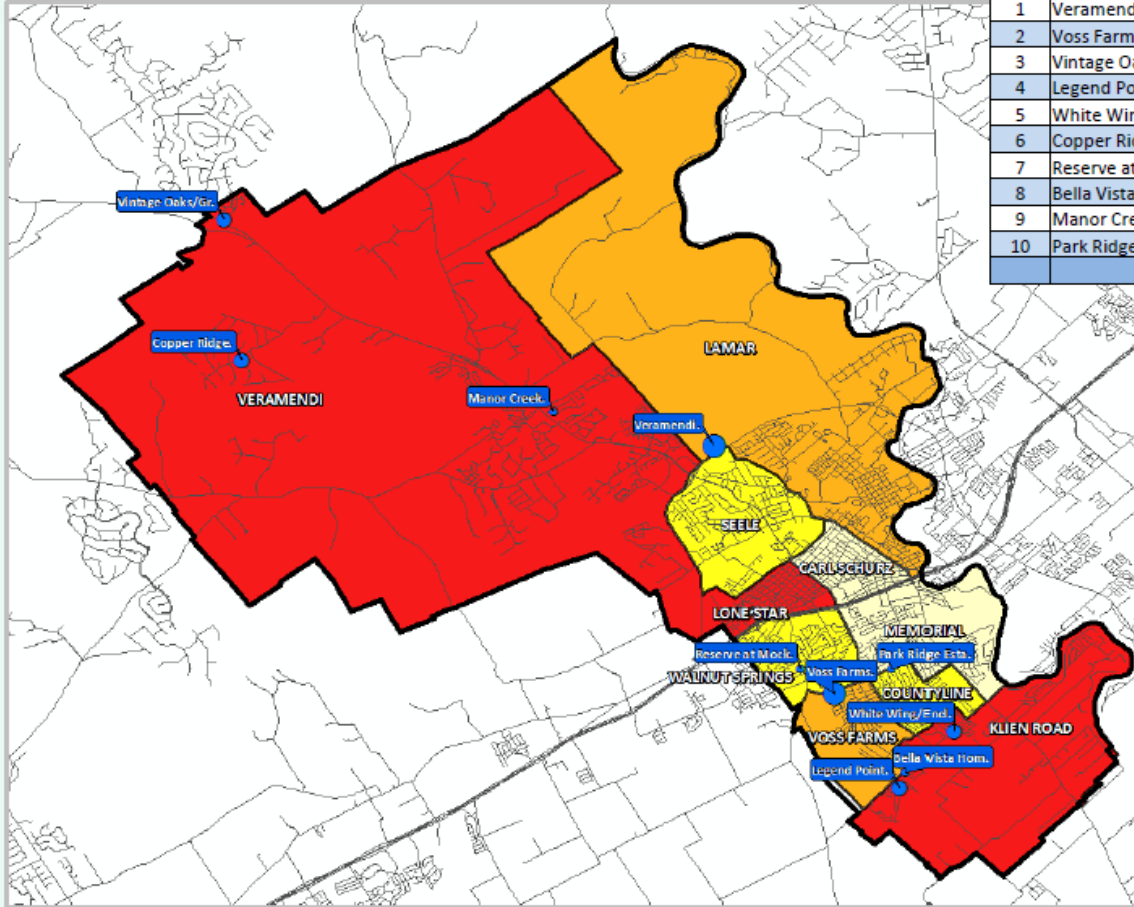 1 Veramend
2 Voss Farm
3 Vintage Oa
4 Legend Po
5 White Win
6 Copper Rid
7 Reserve at
8 Bella Vista
9 Manor Cre
10 Park Ridge
Vintage Oaks/Gr.
Copper Ridge.
VERAMENDI
Manor Creek.
LAMAR
Veramendi.
SEELE
CARL SCHURZ
LONE STAR
MEMORIAL
Reserve at Mock.
Park Ridge Esta.
WALNUT SPRINGS
Voss Farms.
COUNTYLINE
White Wing/End.
KLIEN ROAD
VOSS FARMS
Bella Vista Hom.
Legend Point.